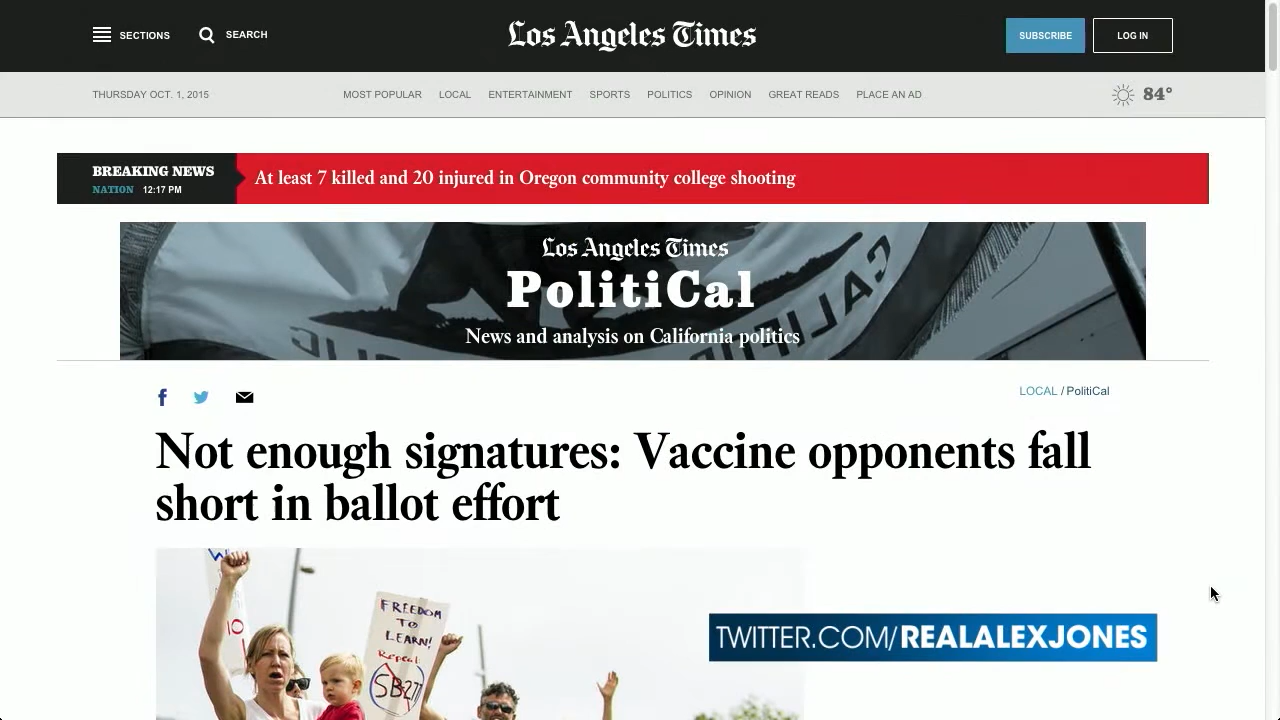 SECTIONS
SEARCH
Los Angeles Times
SUBSCRIBE
LOG IN
THURSDAY OCT. 1, 2015
MOST POPULAR
LOCAL
ENTERTAINMENT
SPORTS
POLITICS
OPINION
GREAT READS
PLACE AN AD
84°
BREAKING NEWS
NATION 12:17 PM
At least 7 killed and 20 injured in Oregon community college shooting
Los Angeles Times
PolitiCal
News and analysis on California politics
LOCAL / PolitiCal
Not enough signatures: Vaccine opponents fall
short in ballot effort
FREEDOM
TO
LEARN!
Repeal
SB277
TWITTER.COM/REALALEXJONES